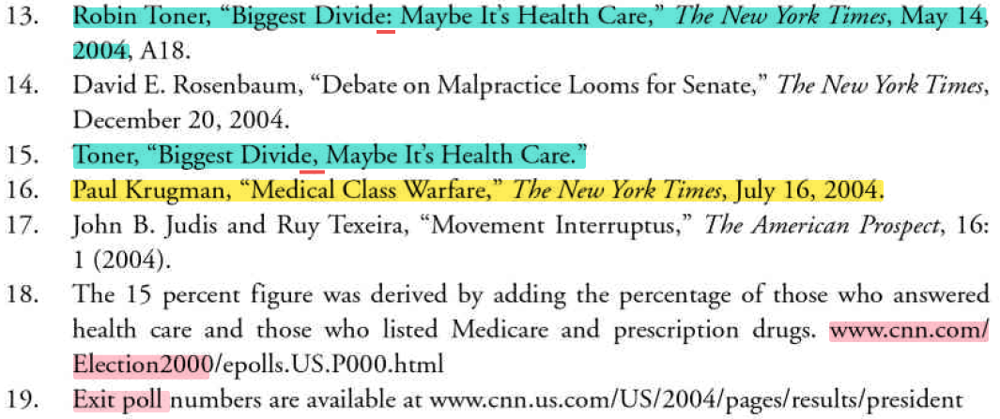 13. Robin Toner, “Biggest Divide: Maybe It’s Health Care,” The New York Times, May 14,
2004, A18.
14. David E. Rosenbaum, “Debate on Malpractice Looms for Senate,” The New York Times,
December 20, 2004.
15. Toner, “Biggest Divide, Maybe It’s Health Care.”
16. Paul Krugman, “Medical Class Warfare,” The New York Times, July 16, 2004.
17. John B. Judis and Ruy Texeira, “Movement Interruptus,” The American Prospect, 16:
1 (2004).
18. The 15 percent figure was derived by adding the percentage of those who answered
health care and those who listed Medicare and prescription drugs. www.cnn.com/
Election2000/epolls.US.P000.html
19. Exit poll numbers are available at www.cnn.us.com/US/2004/pages/results/president